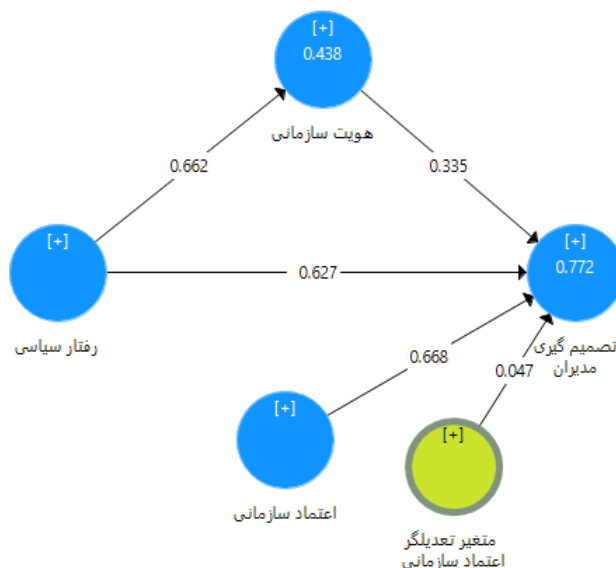 [+]
0.438
هویت سازمانی
0.662
0.335
[+]
[+]
0.772
0.627
رفتار سیاسی
تصمیم گیری
مدیران
0.668
0.047
[+]
[+]
اعتماد سازمانی
متغیر تعدیلگر
اعتماد سازمانی